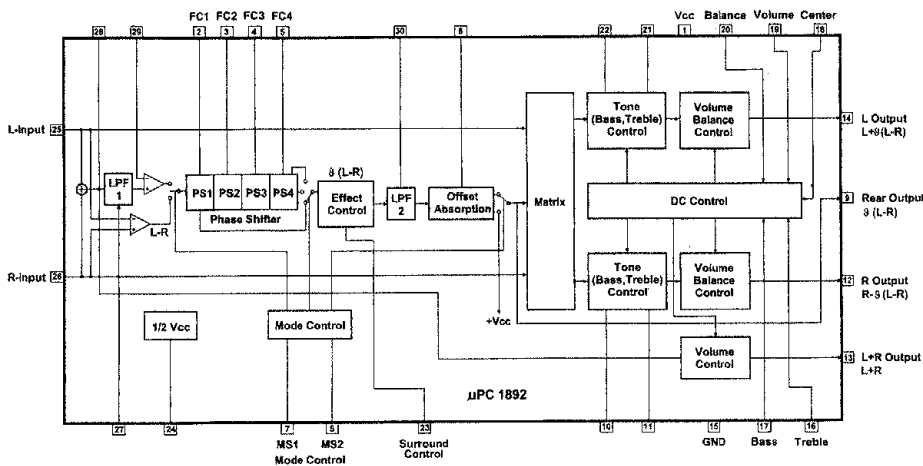 FC1 FC2 FC3 FC4 Vcc Balance Volume Center
28 29 2 3 4 5 30 8 22 21 1 20 19 18
L-Input 25
LPF 1
L-R
PS1 PS2 PS3 PS4
Phase Shifter
ϑ (L-R)
Effect Control
LPF 2
Offset Absorption
Matrix
Tone (Bass,Treble) Control
Volume Balance Control
14 L Output
L+ϑ(L-R)
DC Control
9 Rear Output
ϑ (L-R)
R-Input 26
Tone (Bass,Treble) Control
Volume Balance Control
12 R Output
R-ϑ (L-R)
1/2 Vcc
Mode Control
+Vcc
Volume Control
13 L+R Output
L+R
µPC 1892
27 24 7 23 10 11 15 17 16
MS1 MS2 Surround Control GND Bass Treble
Mode Control